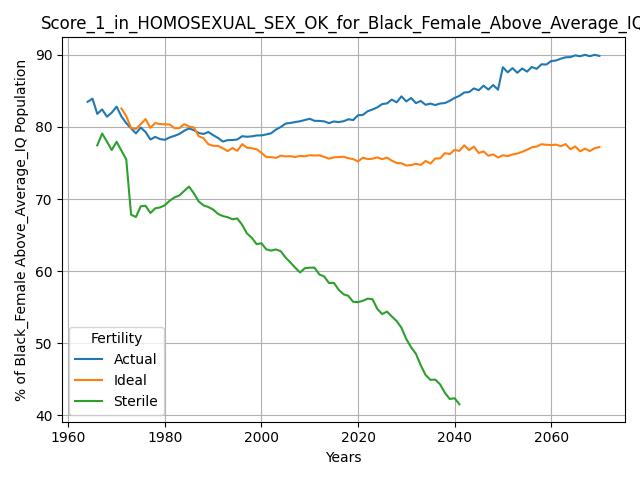 Score_1_in_HOMOSEXUAL_SEX_OK_for_Black_Female_Above_Average_IQ
% of Black_Female Above_Average_IQ Population
90
80
70
60
50
40
Fertility
Actual
Ideal
Sterile
1960 1980 2000 2020 2040 2060
Years